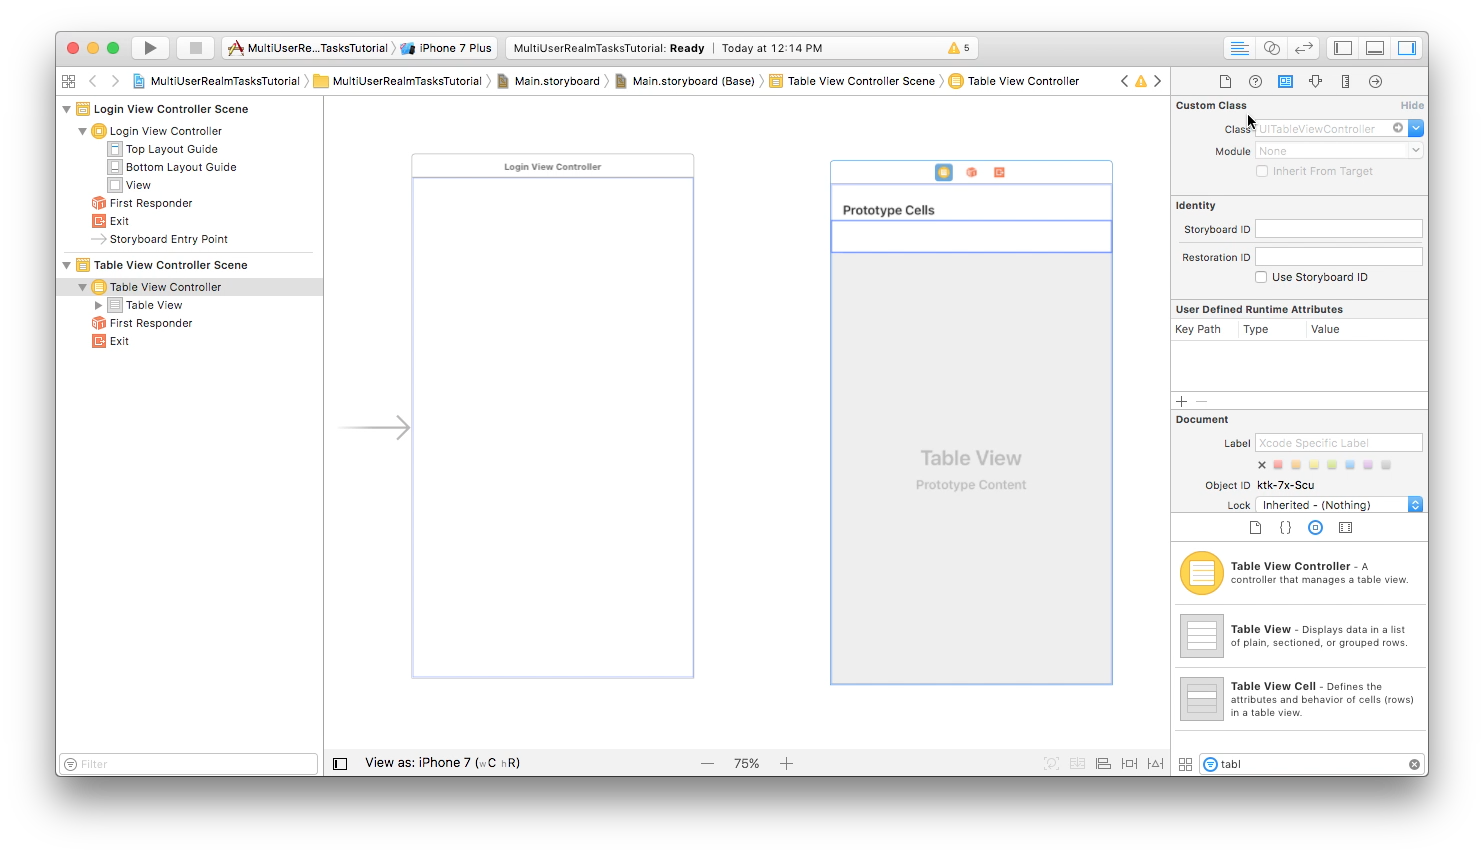 MultiUserRe...TasksTutorial
iPhone 7 Plus
MultiUserRealmTasksTutorial: Ready | Today at 12:14 PM
5
MultiUserRealmTasksTutorial
MultiUserRealmTasksTutorial
Main.storyboard
Main.storyboard (Base)
Table View Controller Scene
Table View Controller
Login View Controller Scene
Login View Controller
Top Layout Guide
Bottom Layout Guide
View
First Responder
Exit
Storyboard Entry Point
Table View Controller Scene
Table View Controller
Table View
First Responder
Exit
Filter
Login View Controller
Prototype Cells
Table View
Prototype Content
View as: iPhone 7 (wC hR)
75%
Custom Class
Hide
Class UITableViewController
Module None
Inherit From Target
Identity
Storyboard ID
Restoration ID
Use Storyboard ID
User Defined Runtime Attributes
Key Path Type Value
Document
Label Xcode Specific Label
Object ID ktk-7x-Scu
Lock Inherited - (Nothing)
Table View Controller - A
controller that manages a table view.
Table View - Displays data in a list
of plain, sectioned, or grouped rows.
Table View Cell - Defines the
attributes and behavior of cells (rows)
in a table view.
tabl